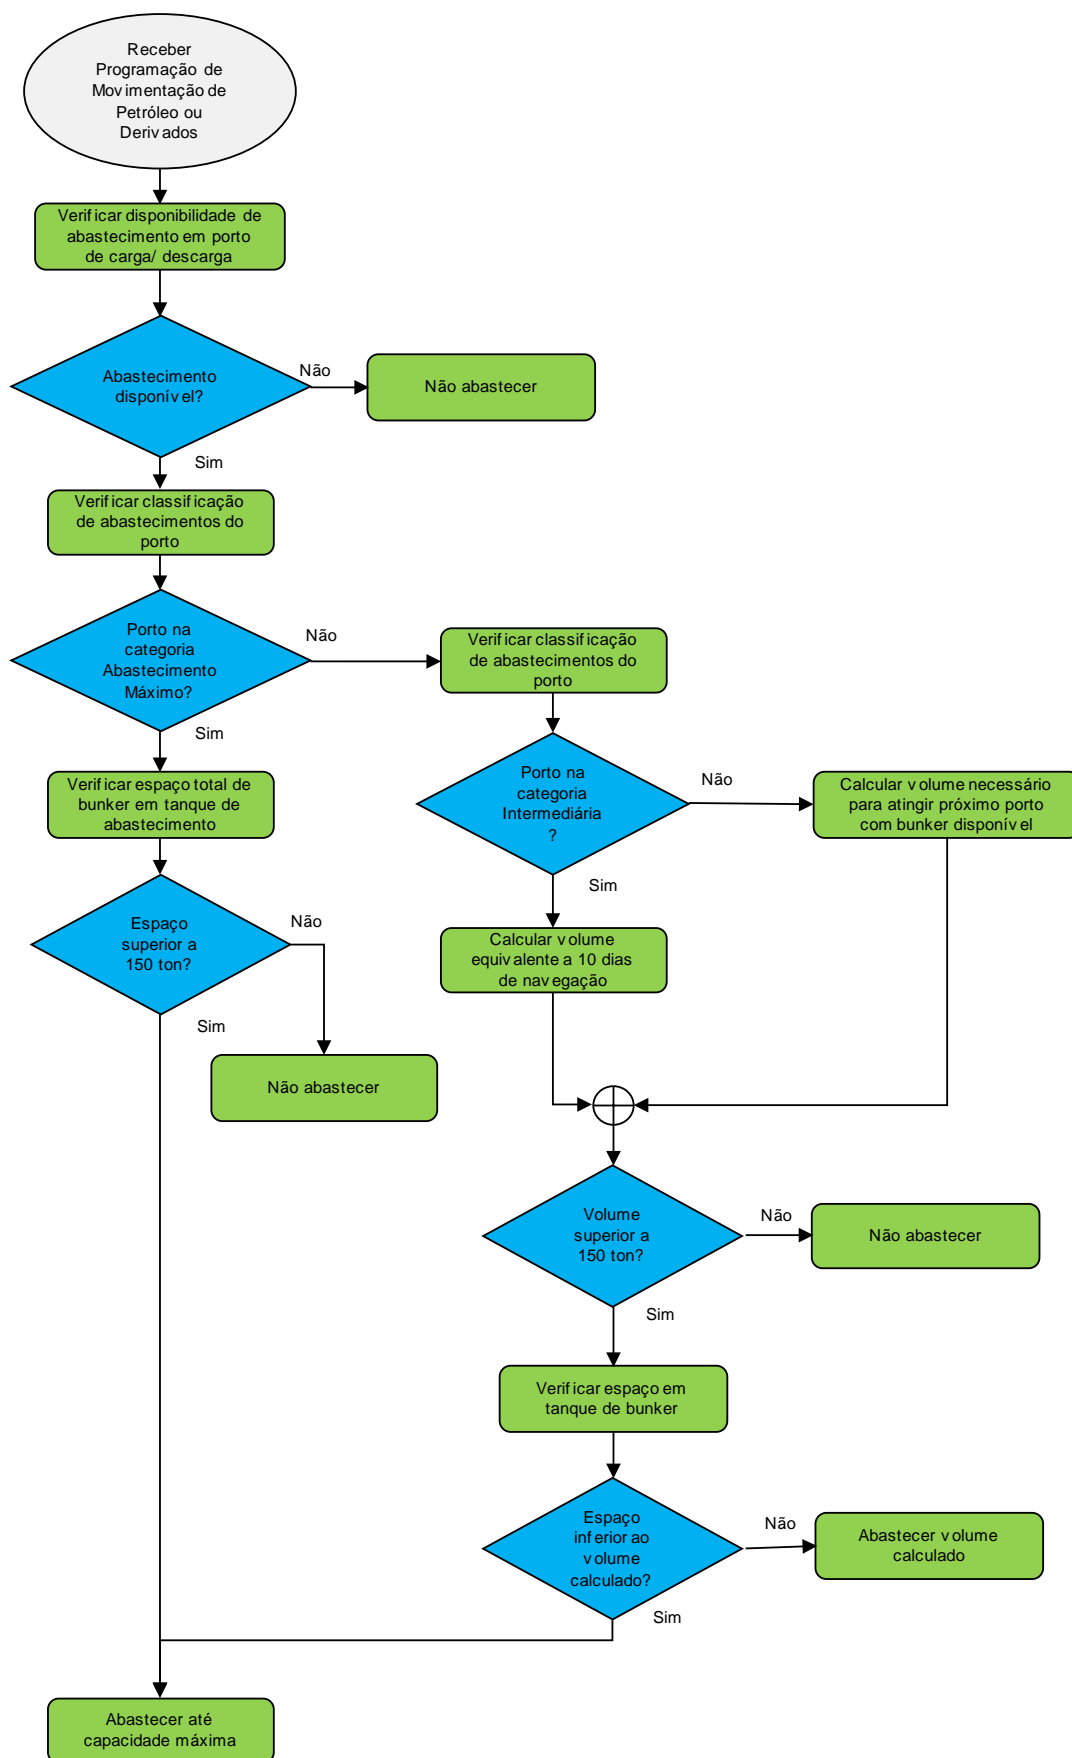 Receber
Programação de
Movimentação de
Petróleo ou
Derivados
Verificar disponibilidade de
abastecimento em porto
de carga/ descarga
Abastecimento
disponível?
Não
Não abastecer
Sim
Verificar classificação
de abastecimentos do
porto
Porto na
categoria
Abastecimento
Máximo?
Não
Verificar classificação
de abastecimentos do
porto
Sim
Verificar espaço total de
bunker em tanque de
abastecimento
Porto na
categoria
Intermediária
?
Não
Calcular volume necessário
para atingir próximo porto
com bunker disponível
Sim
Espaço
superior a
150 ton?
Não
Calcular volume
equivalente a 10 dias
de navegação
Sim
Não abastecer
Volume
superior a
150 ton?
Não
Não abastecer
Sim
Verificar espaço em
tanque de bunker
Espaço
inferior ao
volume
calculado?
Não
Abastecer volume
calculado
Sim
Abastecer até
capacidade máxima